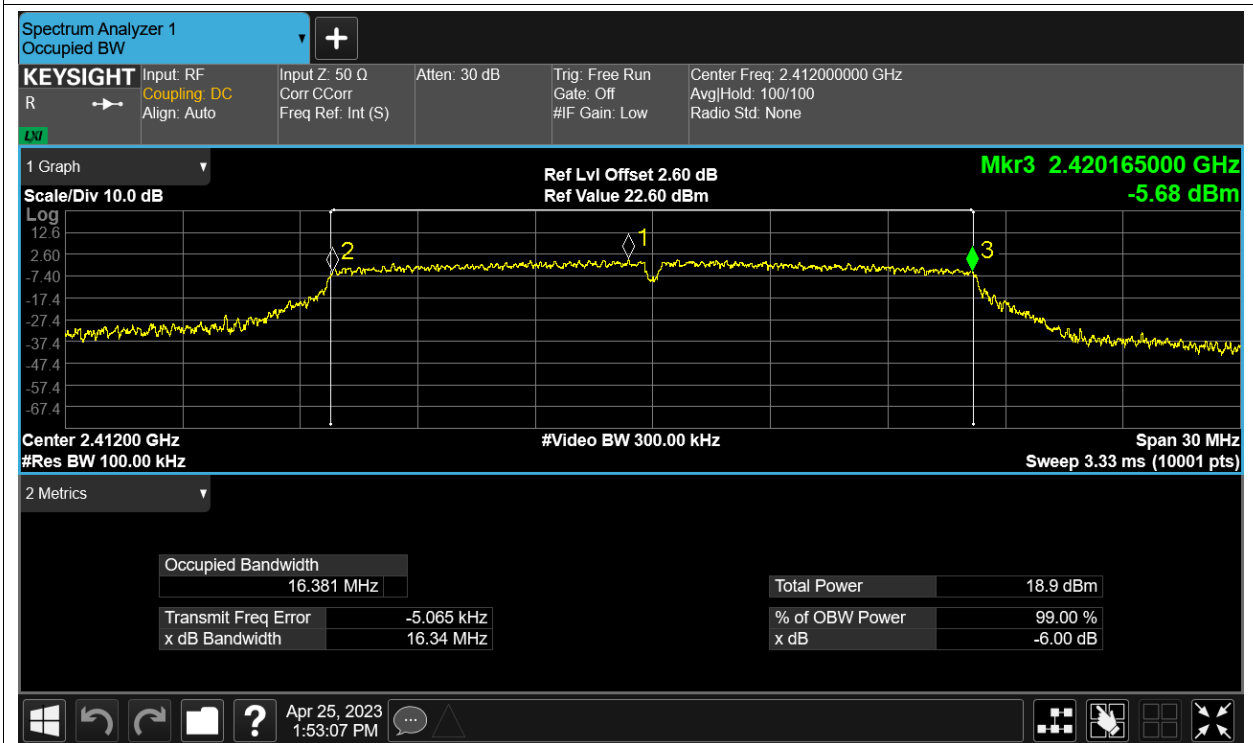 Spectrum Analyzer 1
Occupied BW
KEYSIGHT
R
LXI
Input: RF
Coupling: DC
Align: Auto
Input Z: 50 Ω
Corr CCorr
Freq Ref: Int (S)
Atten: 30 dB
Trig: Free Run
Gate: Off
#IF Gain: Low
Center Freq: 2.412000000 GHz
Avg|Hold: 100/100
Radio Std: None
1 Graph
Scale/Div 10.0 dB
Ref Lvl Offset 2.60 dB
Ref Value 22.60 dBm
Mkr3 2.420165000 GHz
-5.68 dBm
Log
12.6
2.60
-7.40
-17.4
-27.4
-37.4
-47.4
-57.4
-67.4
2
1
3
Center 2.41200 GHz
#Res BW 100.00 kHz
#Video BW 300.00 kHz
Span 30 MHz
Sweep 3.33 ms (10001 pts)
2 Metrics
Occupied Bandwidth
16.381 MHz
Transmit Freq Error -5.065 kHz
x dB Bandwidth 16.34 MHz
Total Power 18.9 dBm
% of OBW Power 99.00 %
x dB -6.00 dB
?
Apr 25, 2023
1:53:07 PM